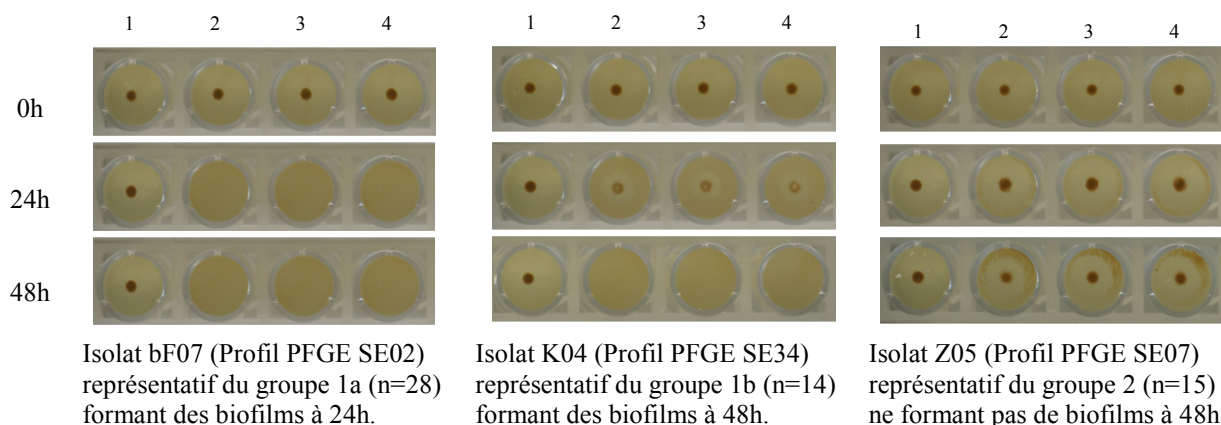 1 2 3 4 1 2 3 4 1 2 3 4
0h
24h
48h
Isolat bF07 (Profil PFGE SE02)
représentatif du groupe 1a (n=28)
formant des biofilms à 24h.
Isolat K04 (Profil PFGE SE34)
représentatif du groupe 1b (n=14)
formant des biofilms à 48h.
Isolat Z05 (Profil PFGE SE07)
représentatif du groupe 2 (n=15)
ne formant pas de biofilms à 48h